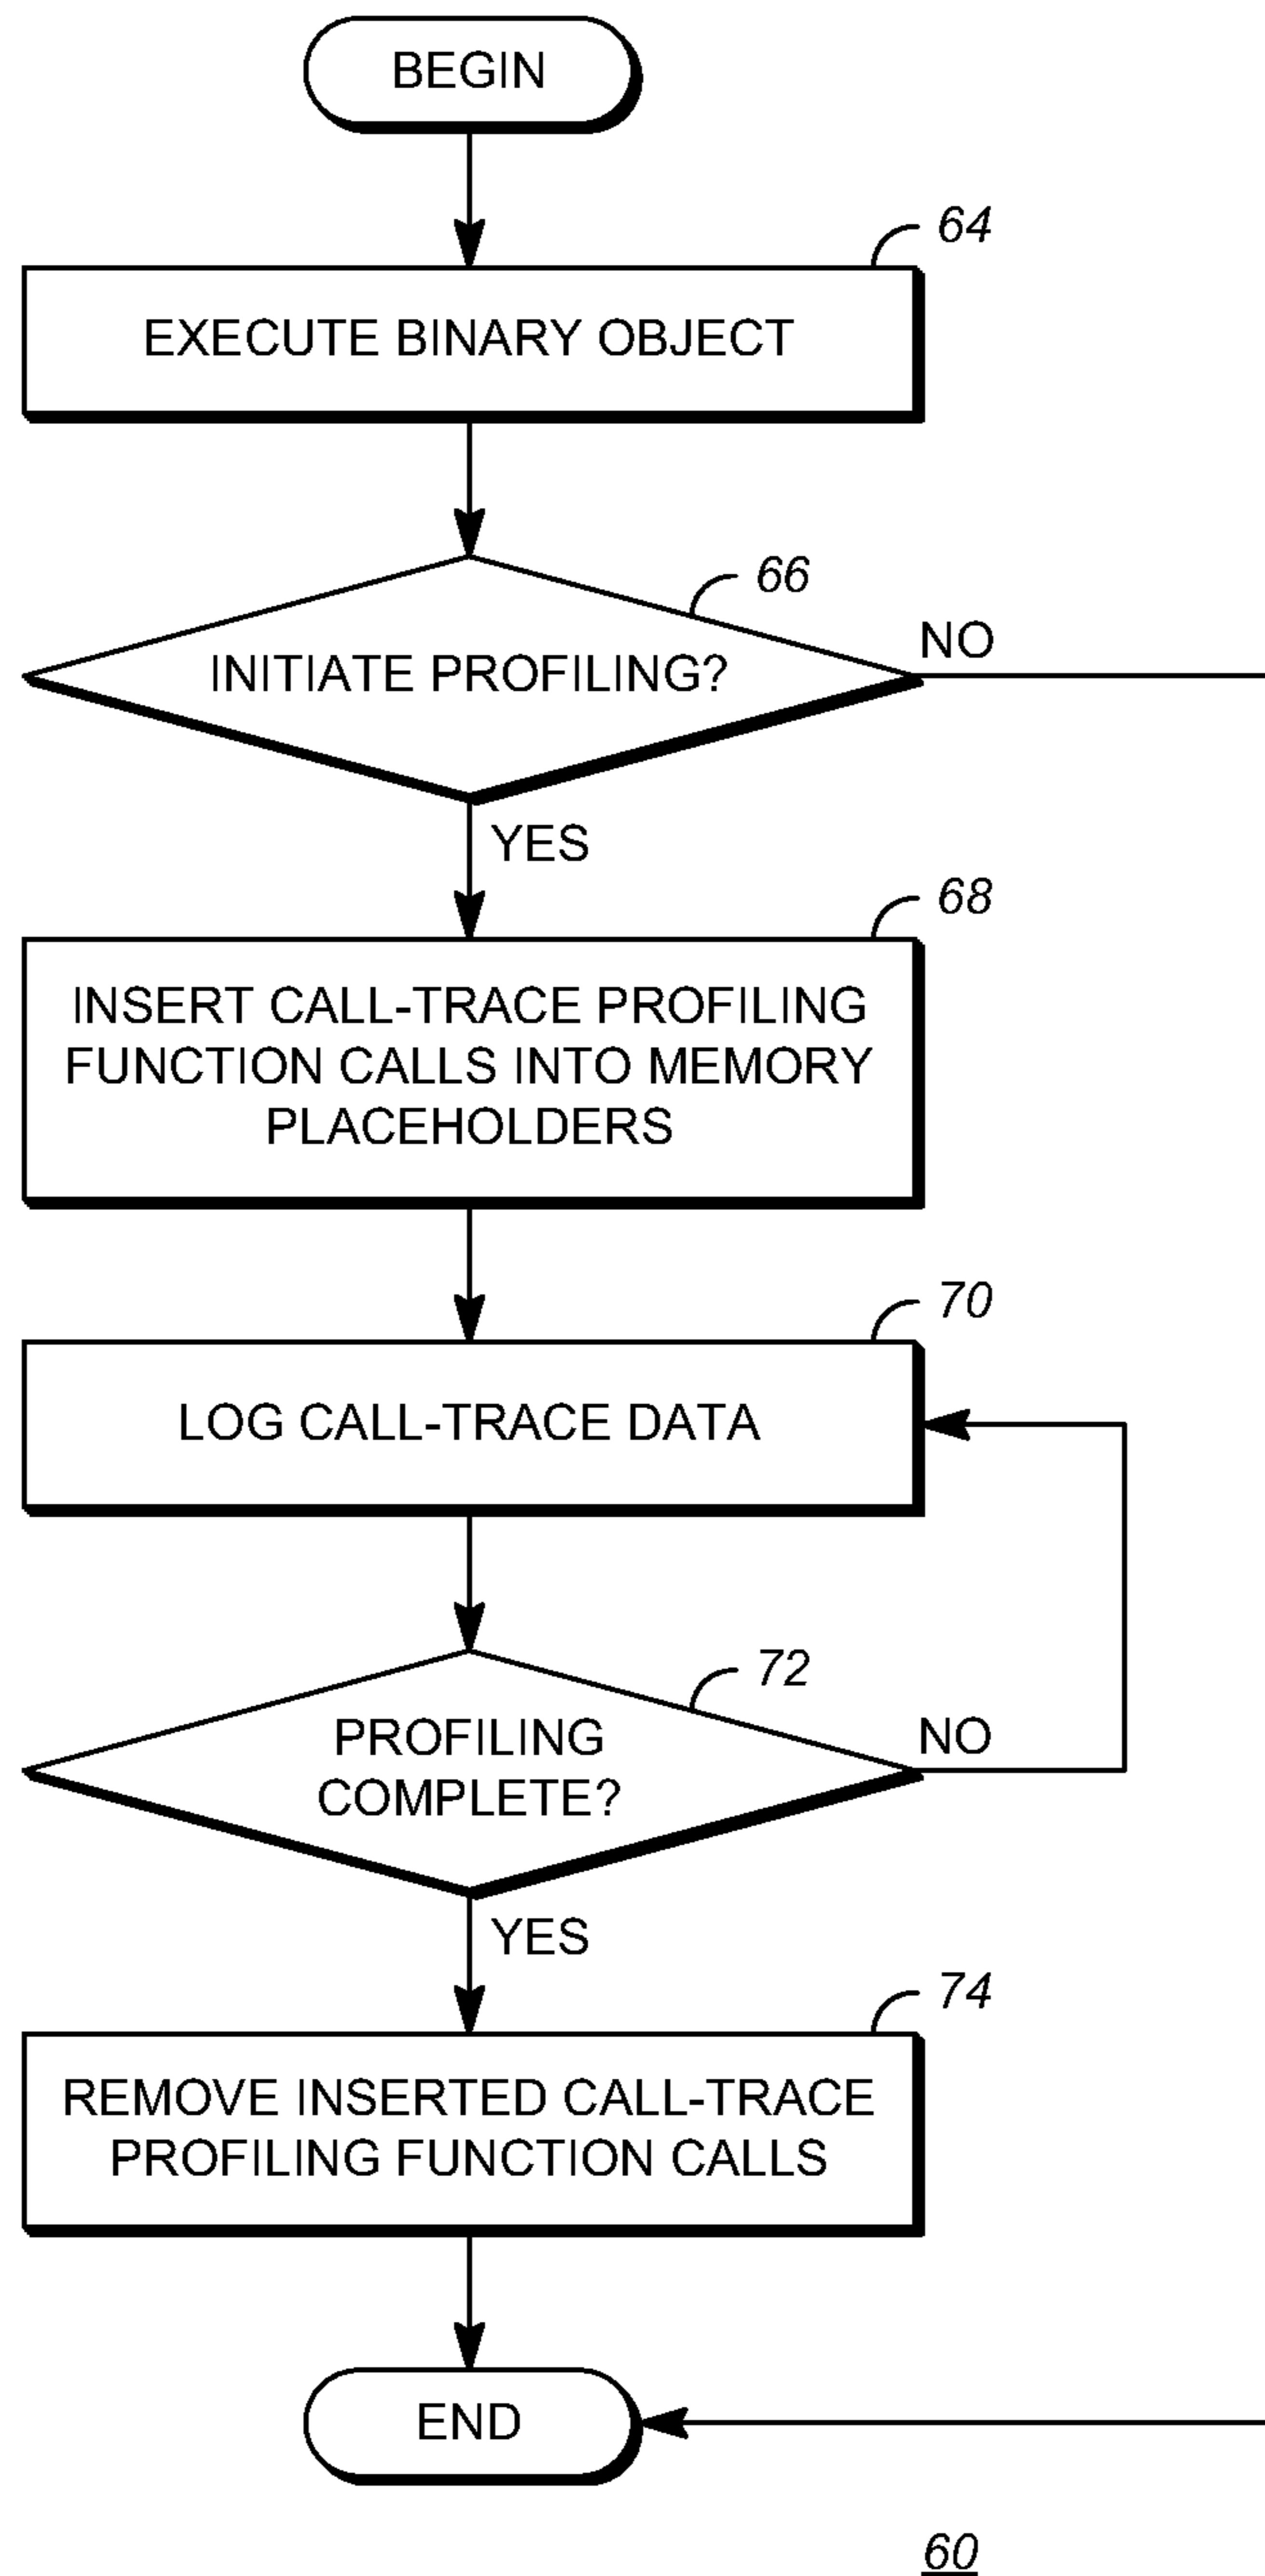 BEGIN
64
EXECUTE BINARY OBJECT
66
INITIATE PROFILING?
NO
YES
68
INSERT CALL-TRACE PROFILING
FUNCTION CALLS INTO MEMORY
PLACEHOLDERS
70
LOG CALL-TRACE DATA
72
PROFILING
COMPLETE?
NO
YES
74
REMOVE INSERTED CALL-TRACE
PROFILING FUNCTION CALLS
END
60